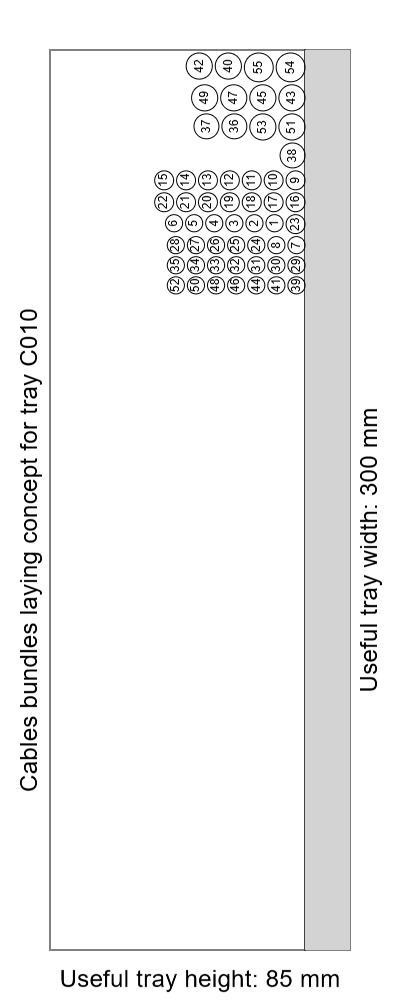 Cables bundles laying concept for tray C010
42 40 55 54
49 47 45 43
37 36 53 51
38
15 14 13 12 11 10 9
22 21 20 19 18 17 16
6 5 4 3 2 1 23
28 27 26 25 24 8 7
35 34 33 32 31 30 29
52 50 48 46 44 41 39
Useful tray width: 300 mm
Useful tray height: 85 mm